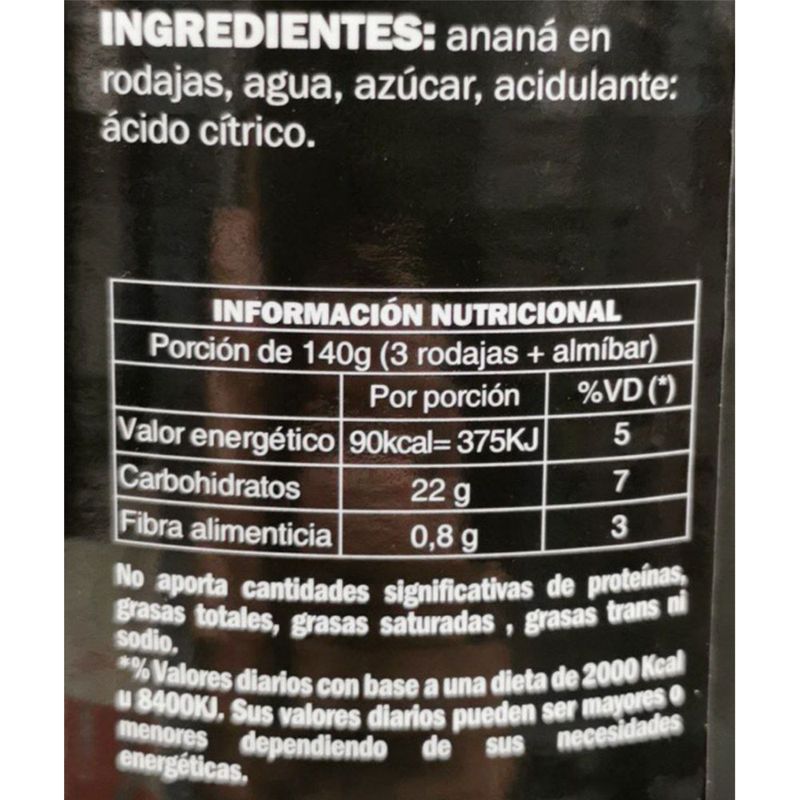 INGREDIENTES: ananá en
rodajas, agua, azúcar, acidulante:
ácido cítrico.
INFORMACIÓN NUTRICIONAL
Porción de 140g (3 rodajas + almíbar)
Por porción %VD (*)
Valor energético 90kcal= 375KJ 5
Carbohidratos 22 g 7
Fibra alimenticia 0,8 g 3
No aporta cantidades significativas de proteínas,
grasas totales, grasas saturadas , grasas trans ni
sodio.
*% Valores diarios con base a una dieta de 2000 Kcal
u 8400KJ. Sus valores diarios pueden ser mayores o
menores dependiendo de sus necesidades
energéticas.